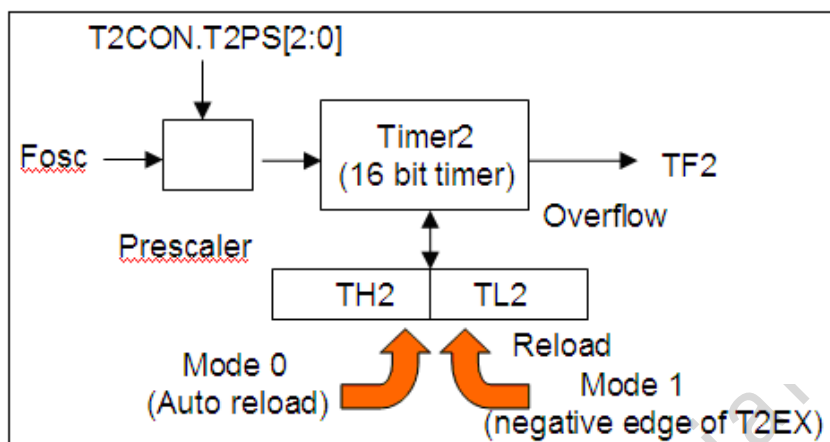 T2CON.T2PS[2:0]
Fosc
Timer2
(16 bit timer)
TF2
Overflow
Prescaler
TH2
TL2
Reload
Mode 0
(Auto reload)
Mode 1
(negative edge of T2EX)